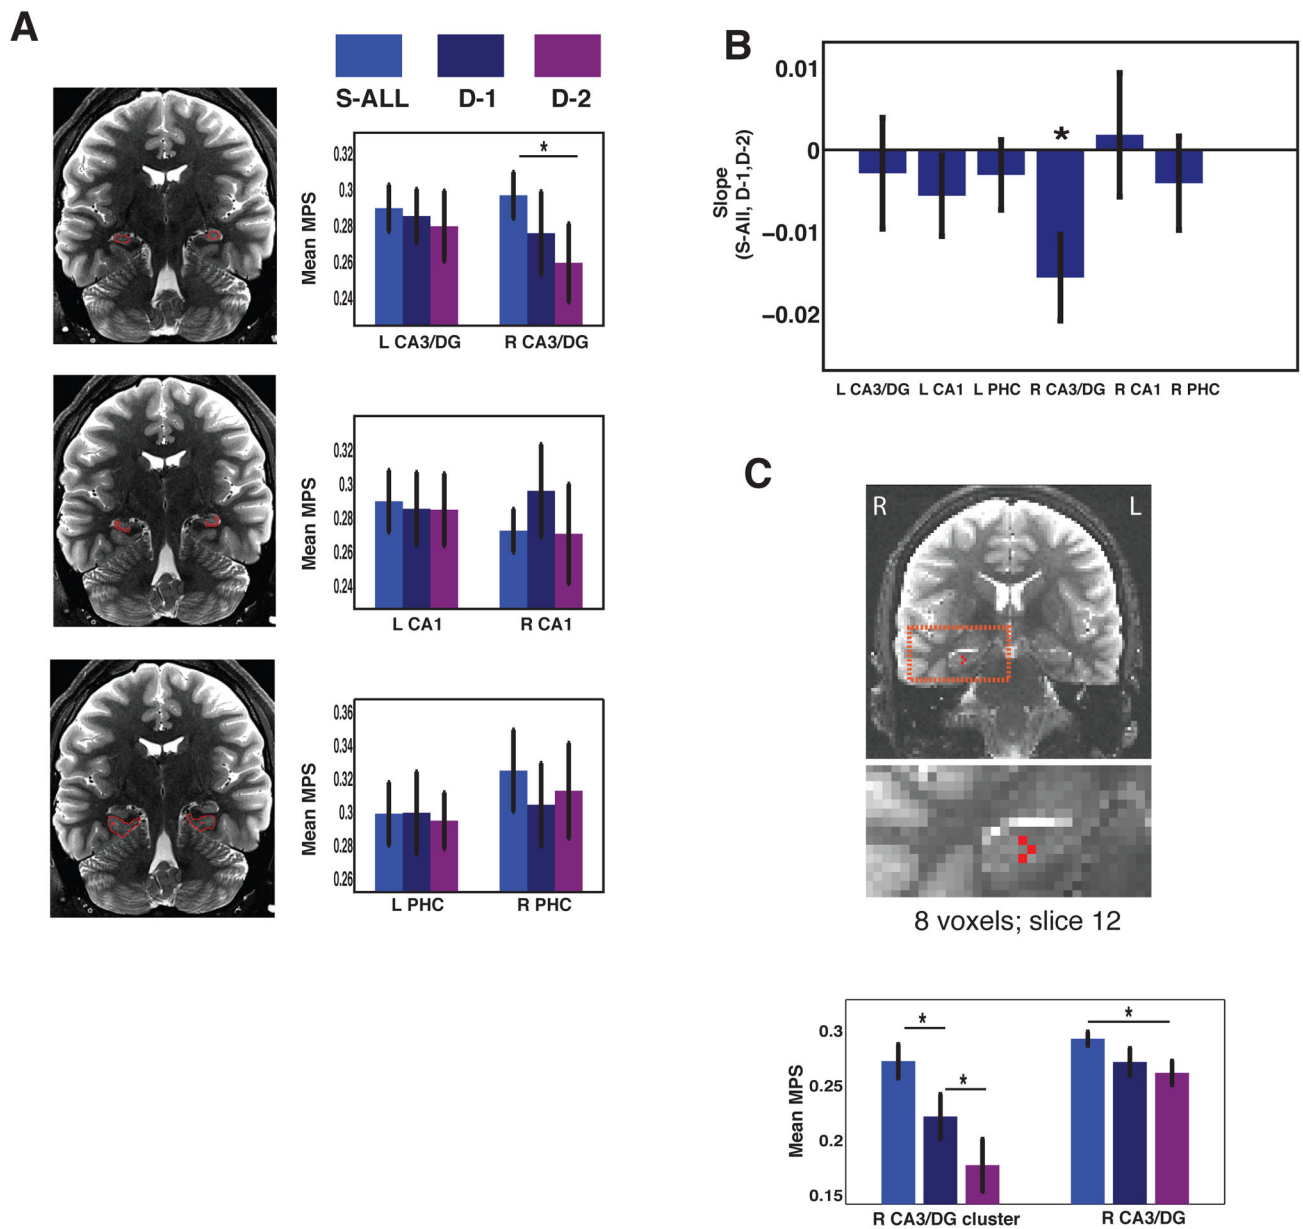 A
S-ALL D-1 D-2
Mean MPS
0.32
0.3
0.28
0.26
0.24
*
L CA3/DG R CA3/DG
Mean MPS
0.32
0.3
0.28
0.26
0.24
L CA1 R CA1
Mean MPS
0.36
0.34
0.32
0.3
0.28
0.26
L PHC R PHC
B
Slope
(S-All, D-1,D-2)
0.01
0
−0.01
−0.02
*
L CA3/DG L CA1 L PHC R CA3/DG R CA1 R PHC
C
R L
8 voxels; slice 12
Mean MPS
0.3
0.25
0.2
0.15
* * *
R CA3/DG cluster R CA3/DG